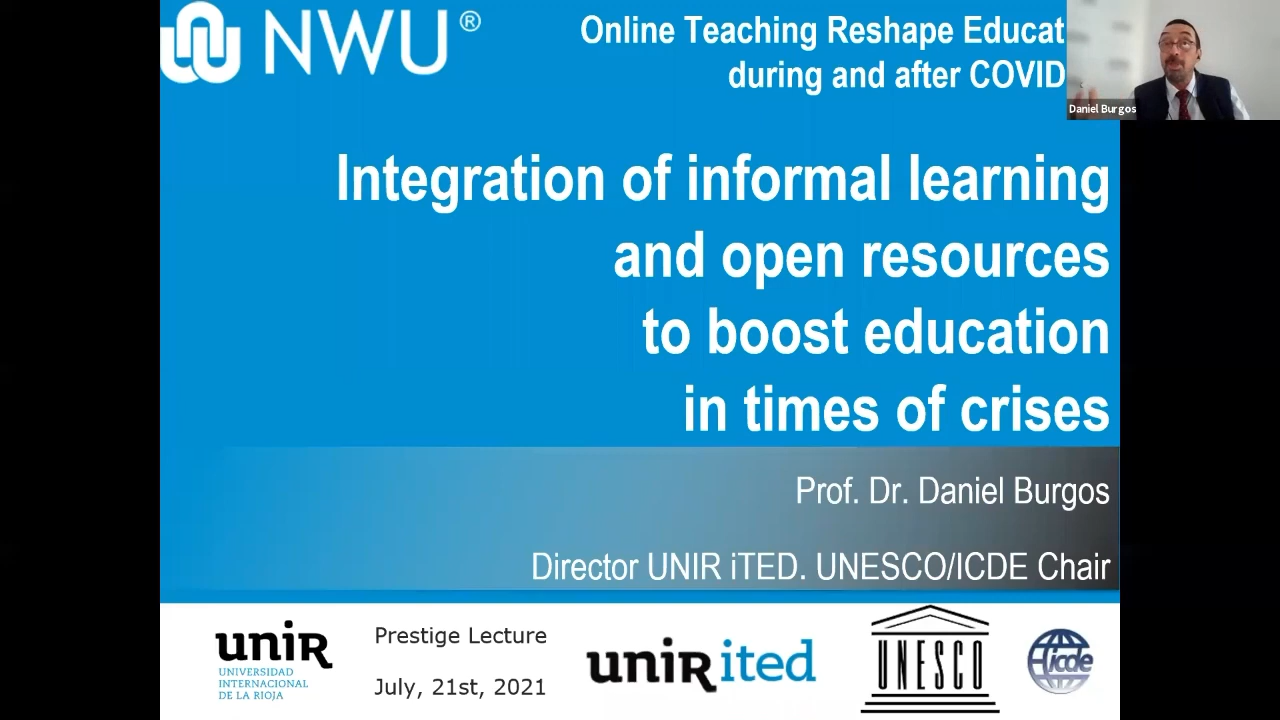 NWU®
Online Teaching Reshape Educat
during and after COVID
Daniel Burgos
Integration of informal learning
and open resources
to boost education
in times of crises
Prof. Dr. Daniel Burgos
Director UNIR iTED. UNESCO/ICDE Chair
uniR
UNIVERSIDAD
INTERNACIONAL
DE LA RIOJA
Prestige Lecture
July, 21st, 2021
uniR ited
UNESCO
icde